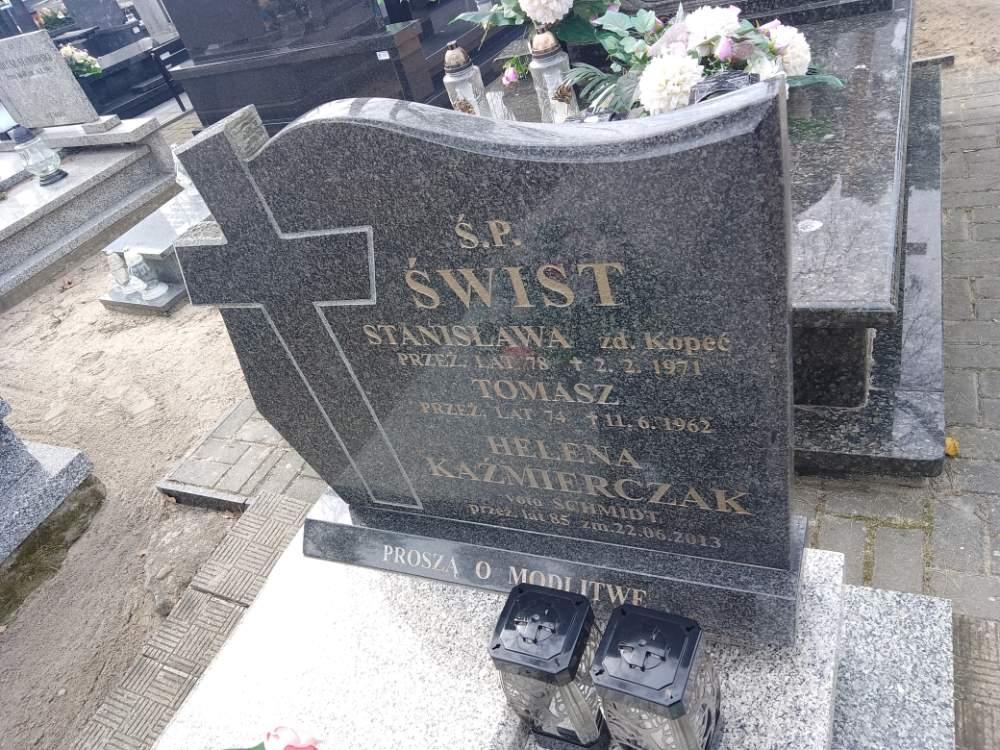 Ś.P.
ŚWIST
STANISŁAWA zd. Kopeć
PRZEŻ. LAT 78 † 2. 2. 1971
TOMASZ
PRZEŻ. LAT 74 † 11. 6. 1962
HELENA
KAŹMIERCZAK
voto SCHMIDT
przeż. lat 85 zm.22.06.2013
PROSZĄ O MODLITWĘ